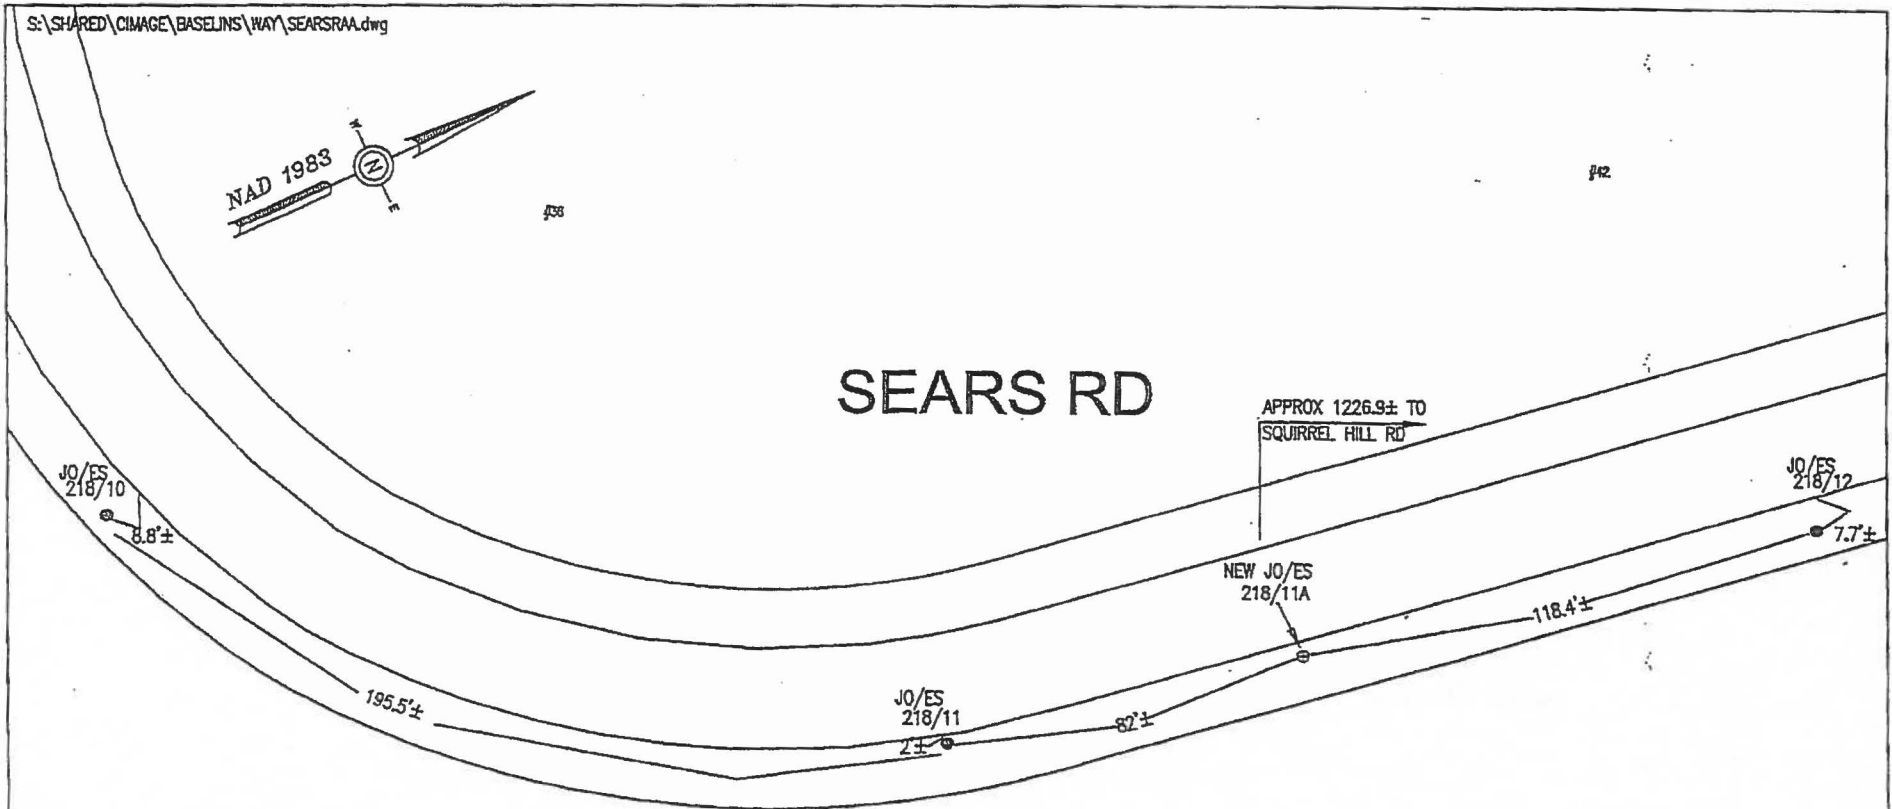 S:\SHARED\CIMAGE\BASELINS\WAY\SEARSRAA.dwg
NAD 1983
W
N
E
#38
#42
SEARS RD
APPROX 1226.9± TO
SQUIRREL HILL RD
JO/ES
218/10
8.8'±
JO/ES
218/12
7.7'±
NEW JO/ES
218/11A
118.4'±
195.5'±
JO/ES
218/11
2'±
82'±